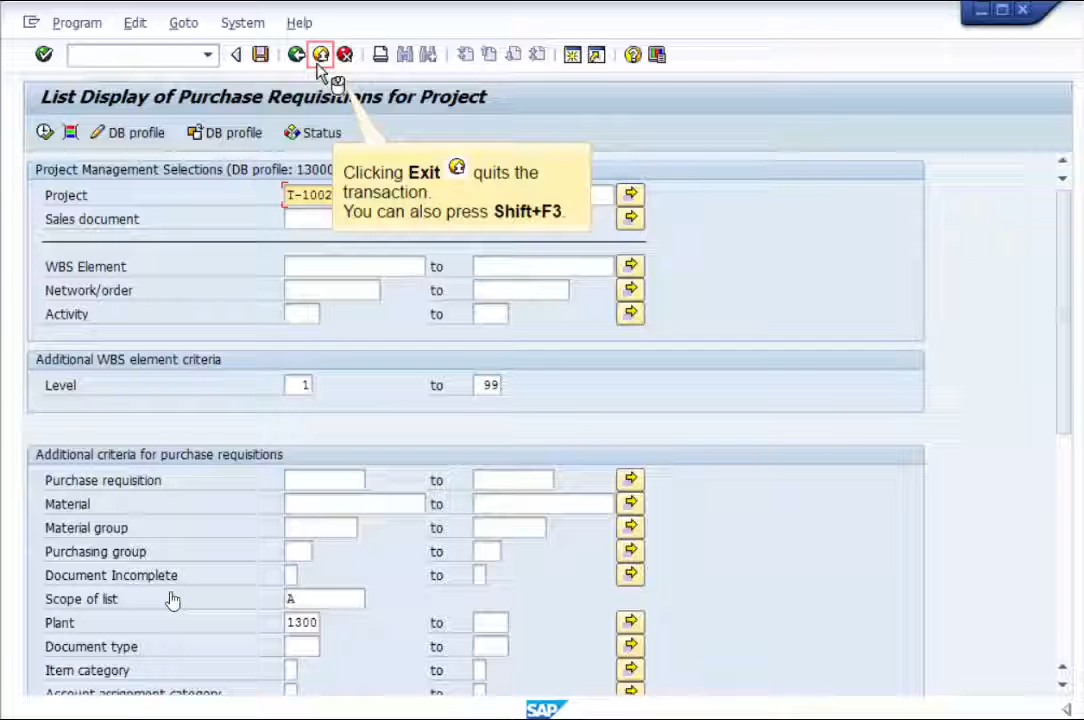 Program Edit Goto System Help
List Display of Purchase Requisitions for Project
DB profile DB profile Status
Project Management Selections (DB profile: 13000
Clicking Exit quits the
transaction.
You can also press Shift+F3.
Project T-1002
Sales document
WBS Element to
Network/order to
Activity to
Additional WBS element criteria
Level 1 to 99
Additional criteria for purchase requisitions
Purchase requisition to
Material to
Material group to
Purchasing group to
Document Incomplete to
Scope of list A
Plant 1300 to
Document type to
Item category to
Account assignment category to
SAP